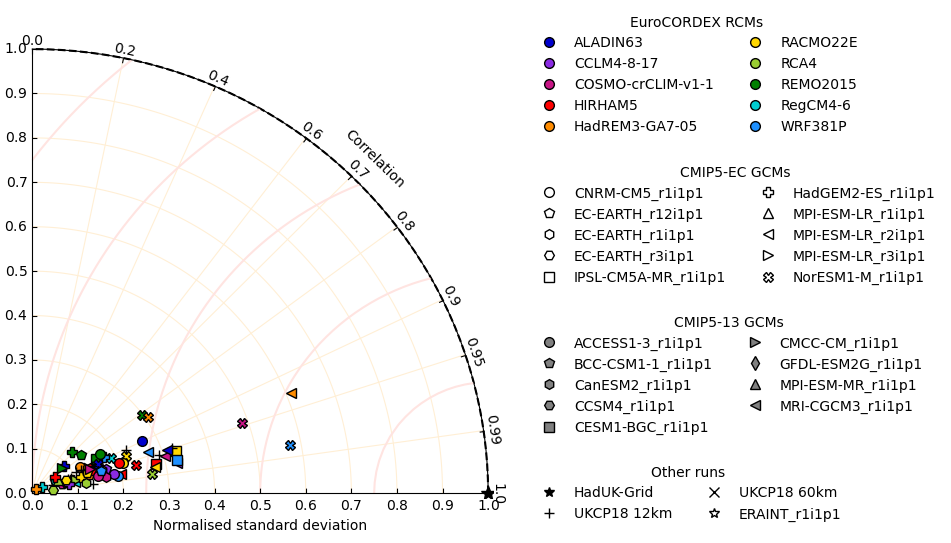 EuroCORDEX RCMs
ALADIN63
RACMO22E
CCLM4-8-17
RCA4
COSMO-crCLIM-v1-1
REMO2015
HIRHAM5
RegCM4-6
HadREM3-GA7-05
WRF381P
CMIP5-EC GCMs
CNRM-CM5_r1i1p1
HadGEM2-ES_r1i1p1
EC-EARTH_r12i1p1
MPI-ESM-LR_r1i1p1
EC-EARTH_r1i1p1
MPI-ESM-LR_r2i1p1
EC-EARTH_r3i1p1
MPI-ESM-LR_r3i1p1
IPSL-CM5A-MR_r1i1p1
NorESM1-M_r1i1p1
CMIP5-13 GCMs
ACCESS1-3_r1i1p1
CMCC-CM_r1i1p1
BCC-CSM1-1_r1i1p1
GFDL-ESM2G_r1i1p1
CanESM2_r1i1p1
MPI-ESM-MR_r1i1p1
CCSM4_r1i1p1
MRI-CGCM3_r1i1p1
CESM1-BGC_r1i1p1
Other runs
HadUK-Grid
UKCP18 60km
UKCP18 12km
ERAINT_r1i1p1
1.0
0.9
0.8
0.7
0.6
0.5
0.4
0.3
0.2
0.1
0.0
0.0
0.2
0.4
0.6
0.7
0.8
0.9
0.95
0.99
1.0
Correlation
0.0
0.1
0.2
0.3
0.4
0.5
0.6
0.7
0.8
0.9
1.0
Normalised standard deviation